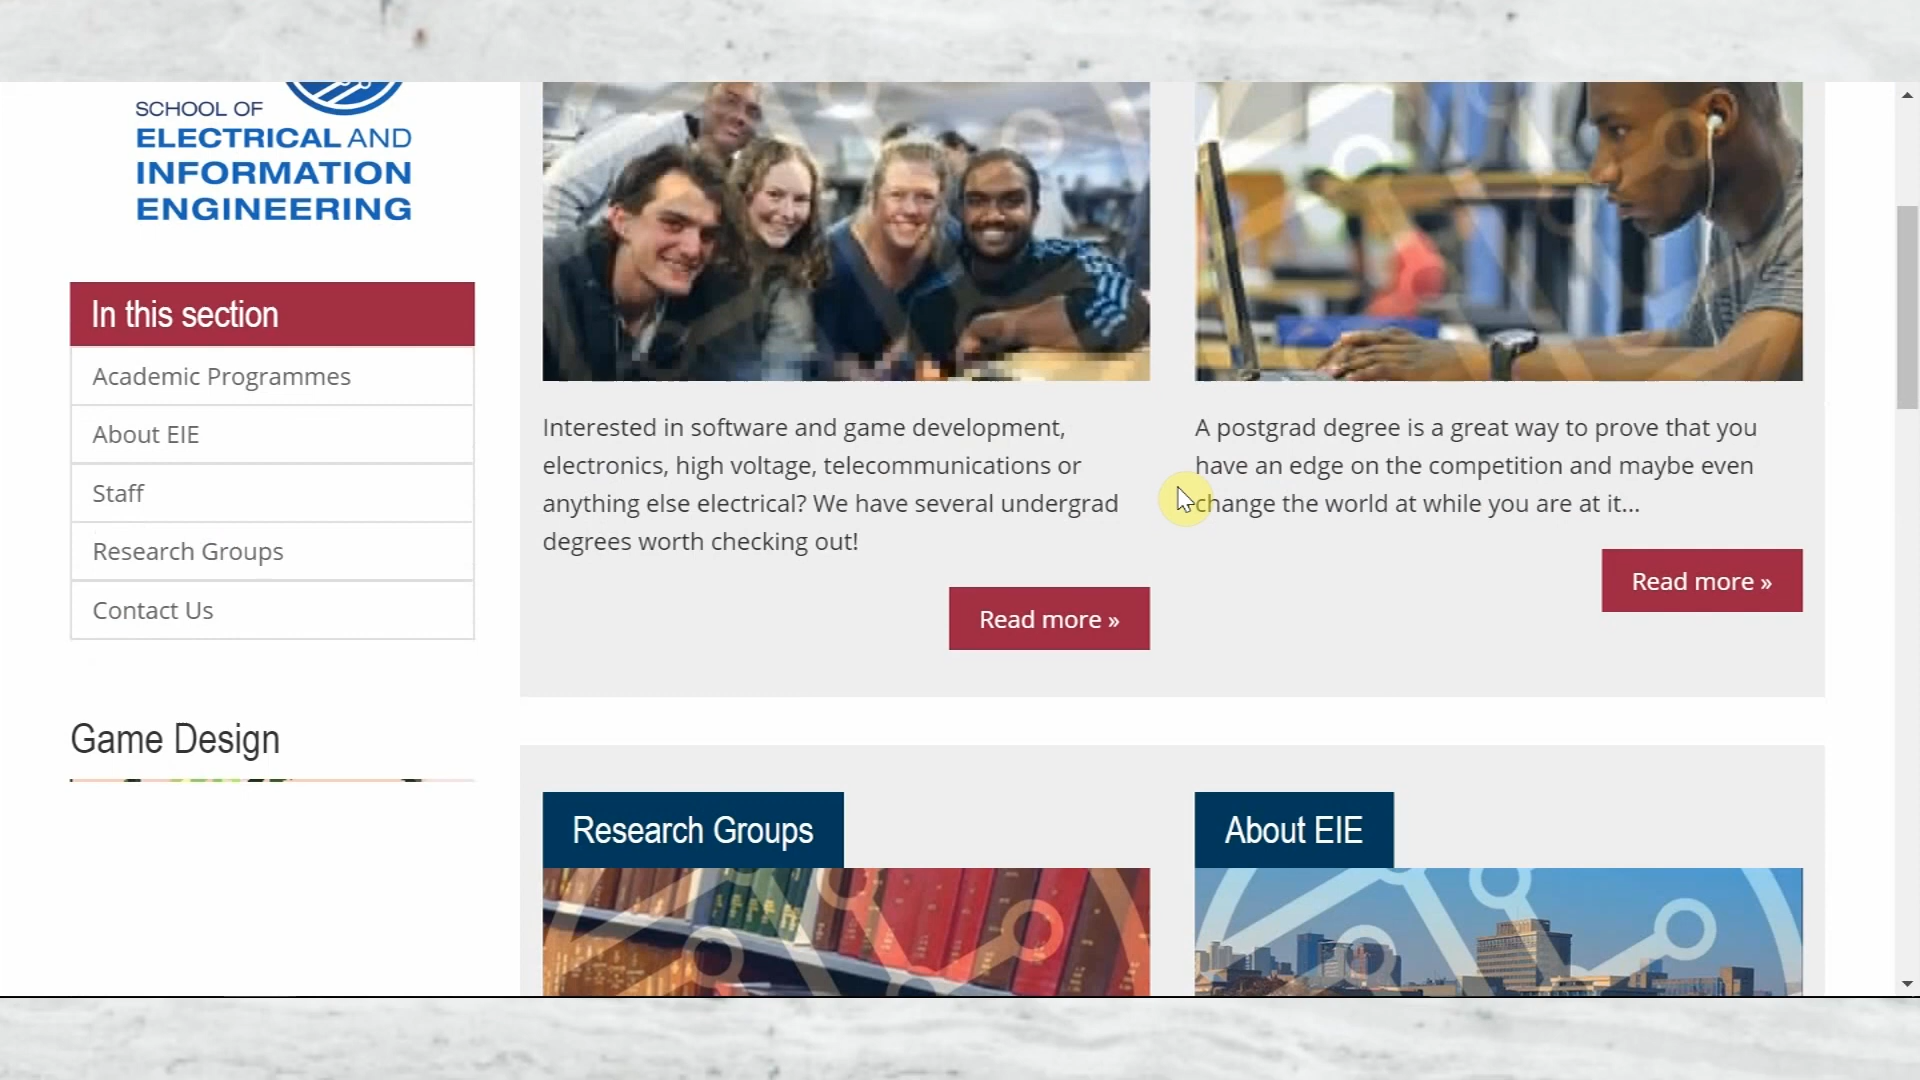 SCHOOL OF
ELECTRICAL AND
INFORMATION
ENGINEERING
In this section
Academic Programmes
About EIE
Staff
Research Groups
Contact Us
Game Design
Interested in software and game development,
electronics, high voltage, telecommunications or
anything else electrical? We have several undergrad
degrees worth checking out!
Read more »
A postgrad degree is a great way to prove that you
have an edge on the competition and maybe even
change the world at while you are at it...
Read more »
Research Groups
About EIE